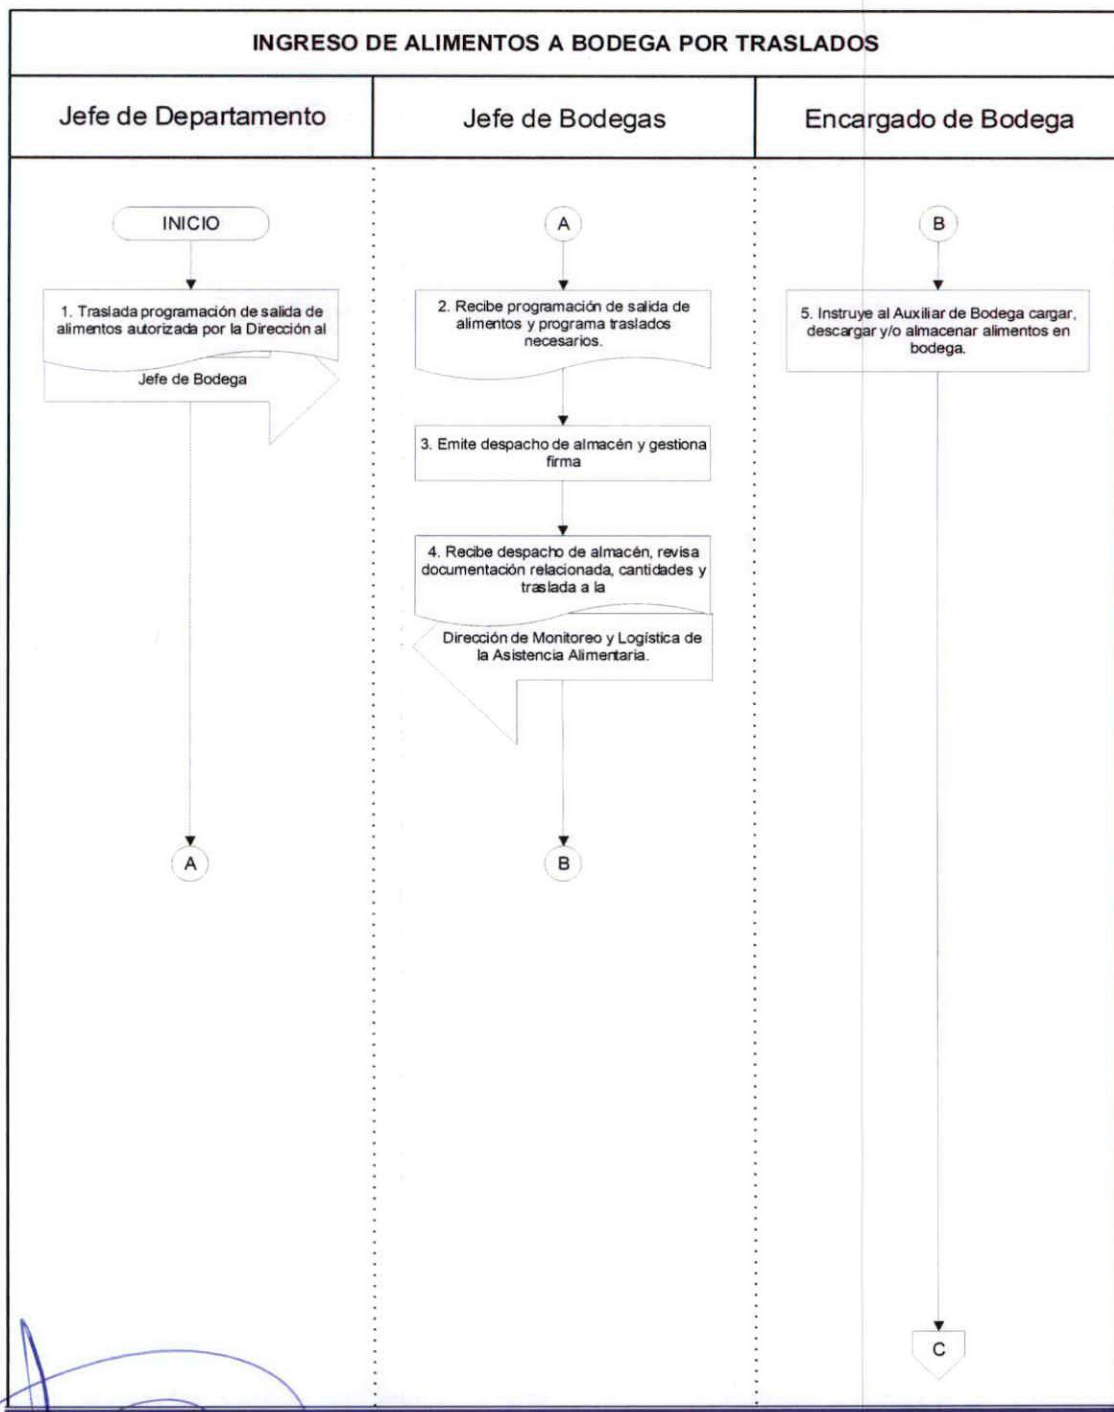 INGRESO DE ALIMENTOS A BODEGA POR TRASLADOS
Jefe de Departamento
Jefe de Bodegas
Encargado de Bodega
INICIO
1. Traslada programación de salida de
alimentos autorizada por la Dirección al
Jefe de Bodega
A
A
2. Recibe programación de salida de
alimentos y programa traslados
necesarios.
3. Emite despacho de almacén y gestiona
firma
4. Recibe despacho de almacén, revisa
documentación relacionada, cantidades y
traslada a la
Dirección de Monitoreo y Logística de
la Asistencia Alimentaria.
B
B
5. Instruye al Auxiliar de Bodega cargar,
descargar y/o almacenar alimentos en
bodega.
C